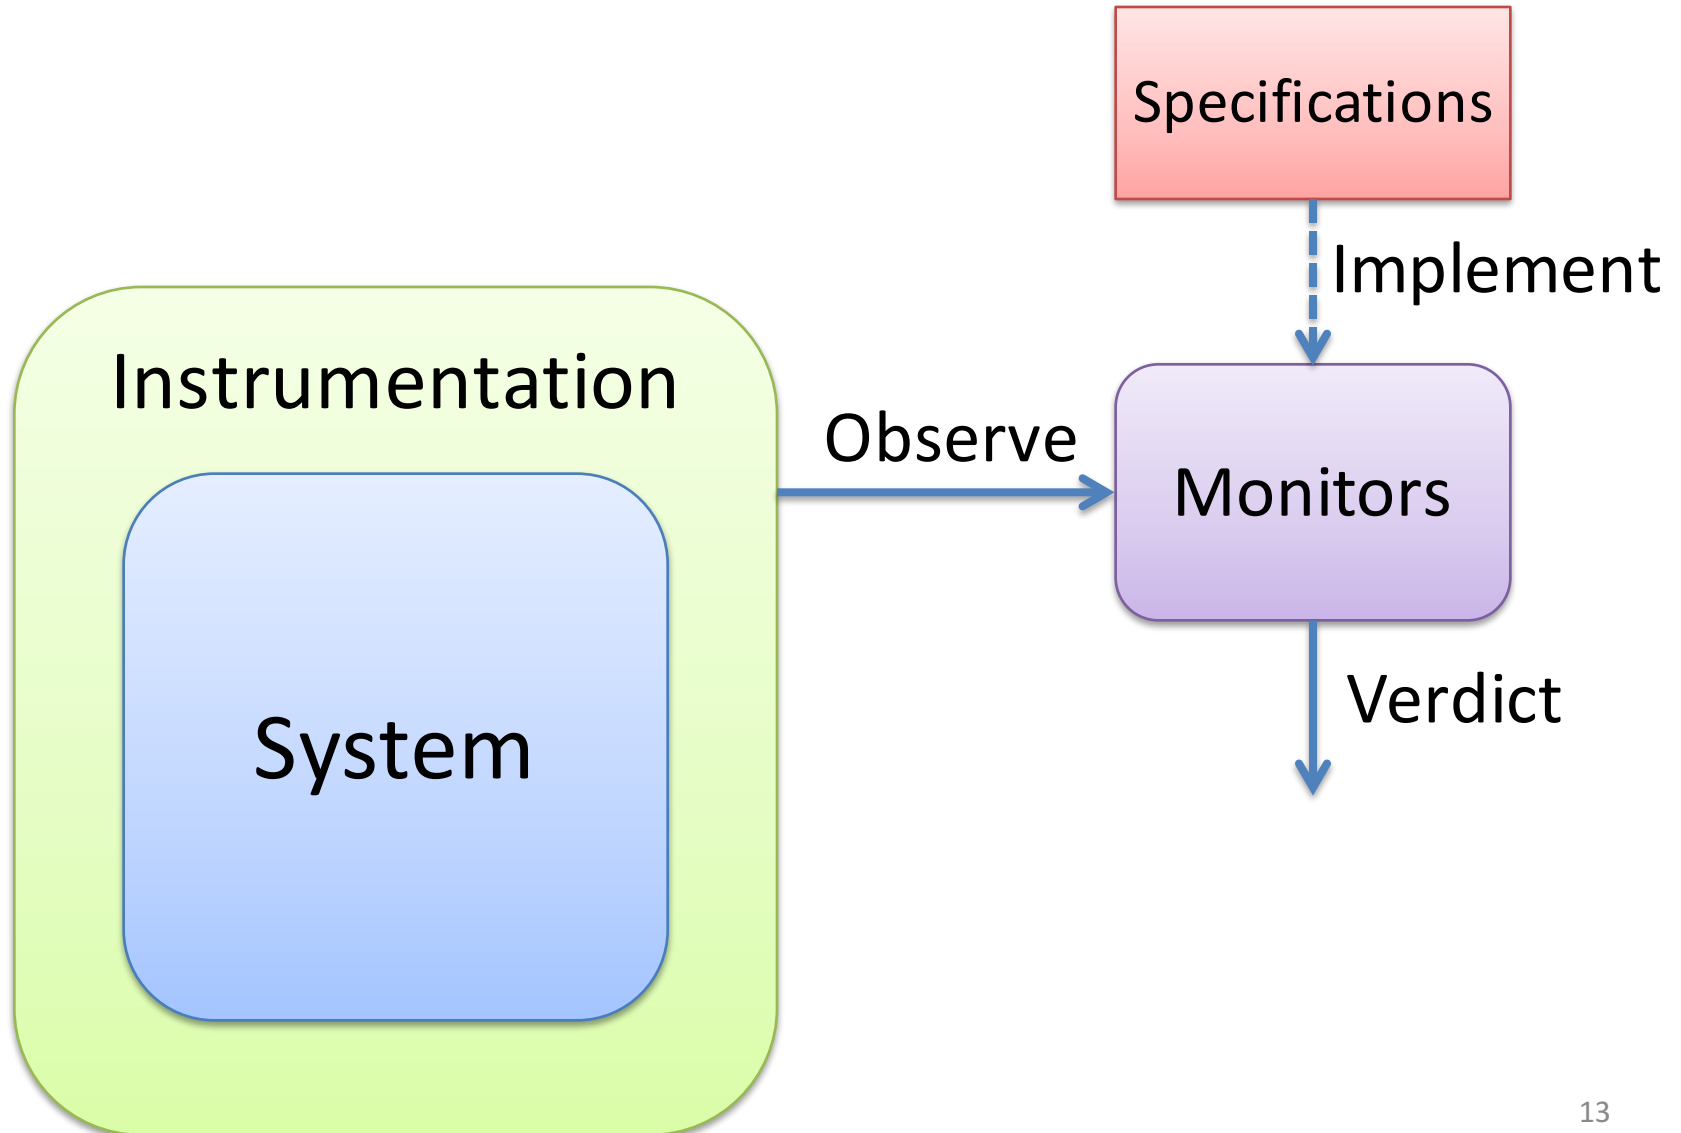 Specifications
Implement
Instrumentation
Observe
Monitors
System
Verdict
13